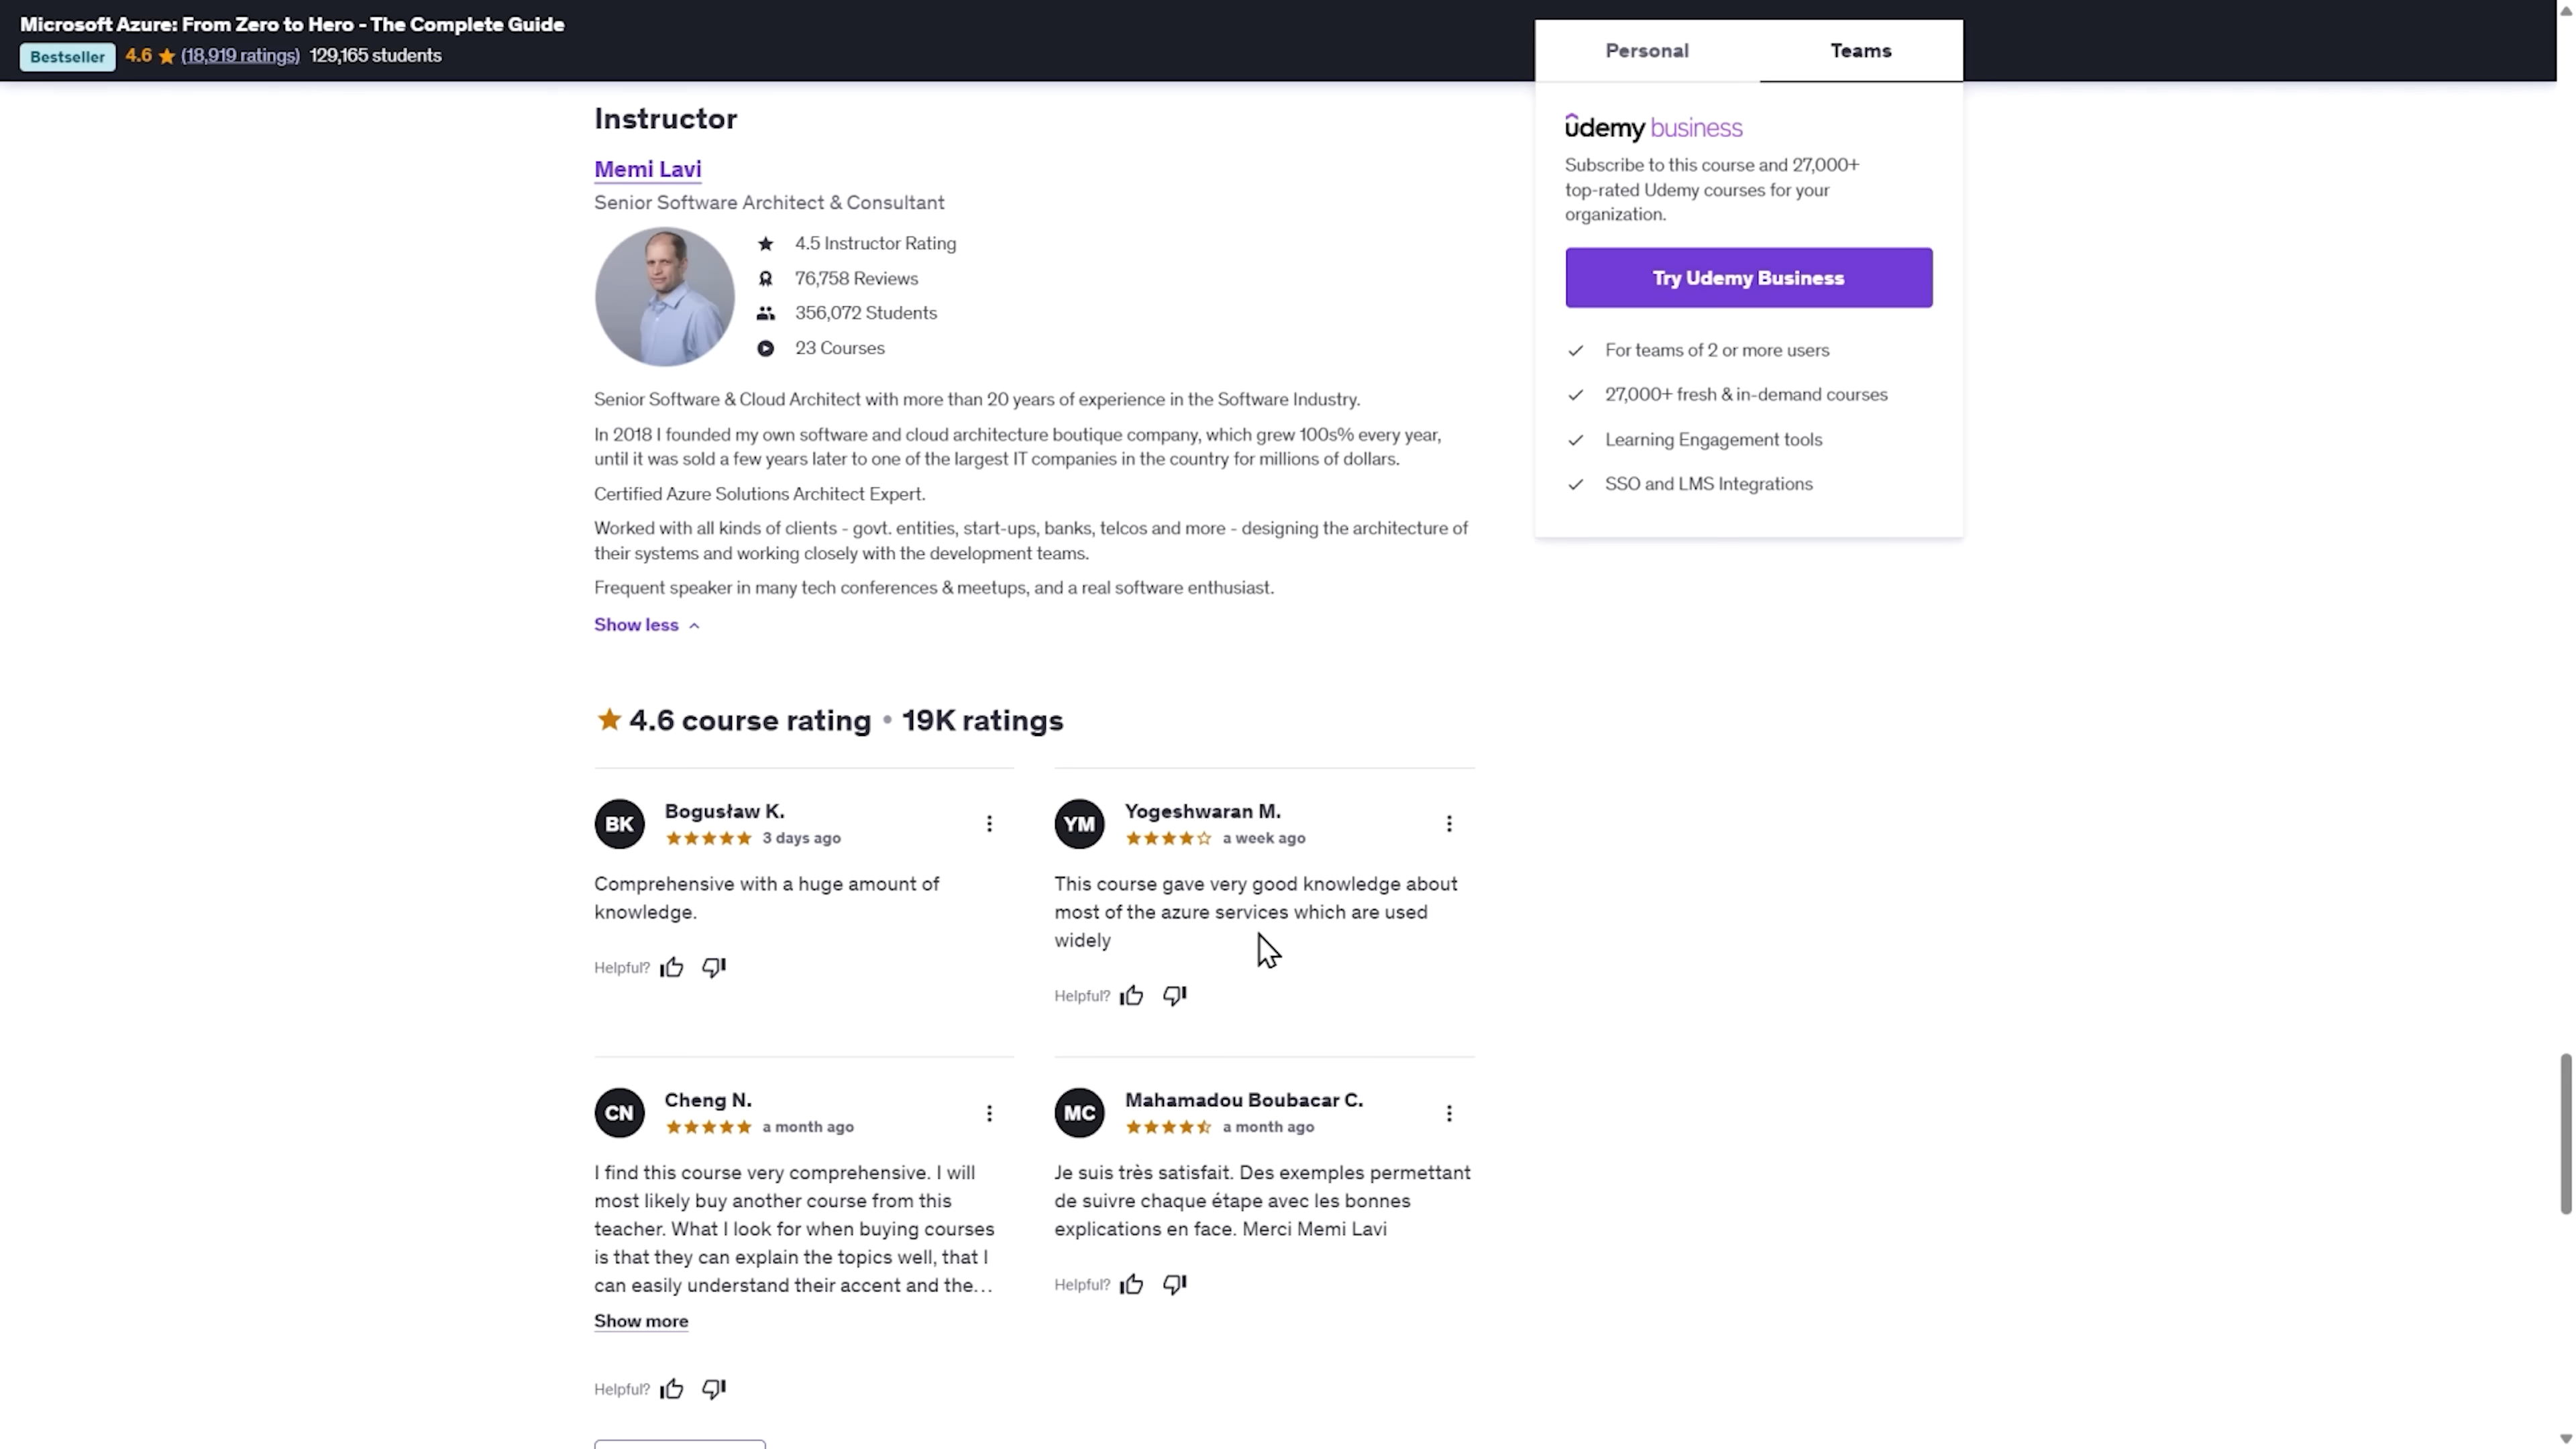 Microsoft Azure: From Zero to Hero - The Complete Guide
Bestseller 4.6 (18,919 ratings) 129,165 students
Personal Teams
Instructor
Memi Lavi
Senior Software Architect & Consultant
4.5 Instructor Rating
76,758 Reviews
356,072 Students
23 Courses
Senior Software & Cloud Architect with more than 20 years of experience in the Software Industry.
In 2018 I founded my own software and cloud architecture boutique company, which grew 100s% every year,
until it was sold a few years later to one of the largest IT companies in the country for millions of dollars.
Certified Azure Solutions Architect Expert.
Worked with all kinds of clients - govt. entities, start-ups, banks, telcos and more - designing the architecture of
their systems and working closely with the development teams.
Frequent speaker in many tech conferences & meetups, and a real software enthusiast.
Show less
udemy business
Subscribe to this course and 27,000+
top-rated Udemy courses for your
organization.
Try Udemy Business
For teams of 2 or more users
27,000+ fresh & in-demand courses
Learning Engagement tools
SSO and LMS Integrations
4.6 course rating • 19K ratings
BK
Bogusław K.
3 days ago
Comprehensive with a huge amount of
knowledge.
Helpful?
YM
Yogeshwaran M.
a week ago
This course gave very good knowledge about
most of the azure services which are used
widely
Helpful?
CN
Cheng N.
a month ago
I find this course very comprehensive. I will
most likely buy another course from this
teacher. What I look for when buying courses
is that they can explain the topics well, that I
can easily understand their accent and the...
Show more
Helpful?
MC
Mahamadou Boubacar C.
a month ago
Je suis très satisfait. Des exemples permettant
de suivre chaque étape avec les bonnes
explications en face. Merci Memi Lavi
Helpful?